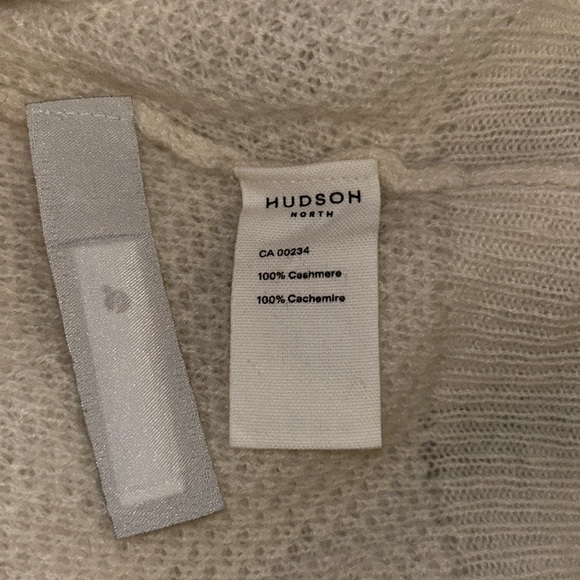 HUDSON
NORTH
CA 00234
100% Cashmere
100% Cachemire